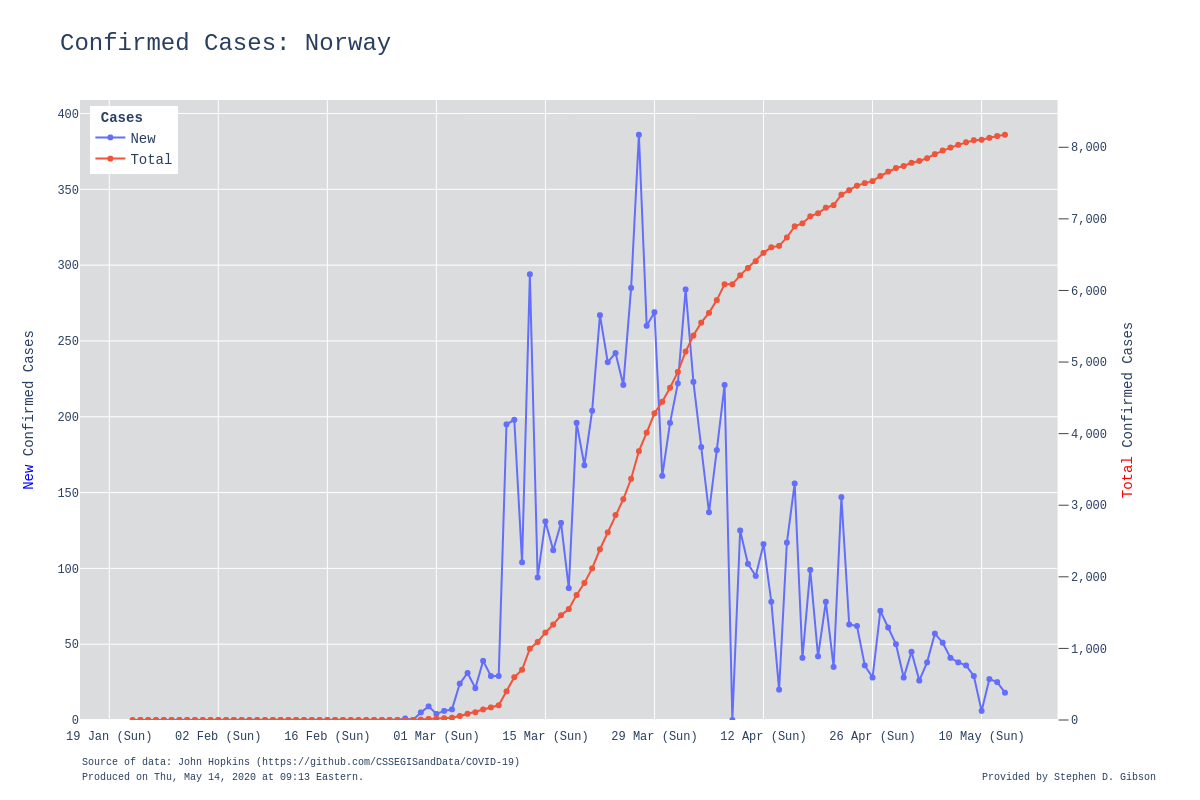 Confirmed Cases: Norway
Cases
New
Total
400
350
300
250
200
150
100
50
0
8,000
7,000
6,000
5,000
4,000
3,000
2,000
1,000
0
New Confirmed Cases
Total Confirmed Cases
19 Jan (Sun) 02 Feb (Sun) 16 Feb (Sun) 01 Mar (Sun) 15 Mar (Sun) 29 Mar (Sun) 12 Apr (Sun) 26 Apr (Sun) 10 May (Sun)
Source of data: John Hopkins (https://github.com/CSSEGISandData/COVID-19)
Produced on Thu, May 14, 2020 at 09:13 Eastern.
Provided by Stephen D. Gibson